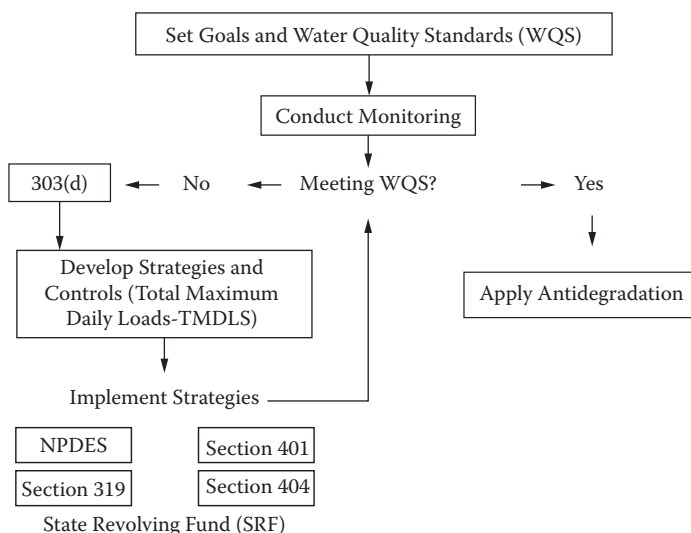 Set Goals and Water Quality Standards (WQS)
Conduct Monitoring
303(d)
No
Meeting WQS?
Yes
Develop Strategies and
Controls (Total Maximum
Daily Loads-TMDLS)
Apply Antidegradation
Implement Strategies
NPDES
Section 401
Section 319
Section 404
State Revolving Fund (SRF)